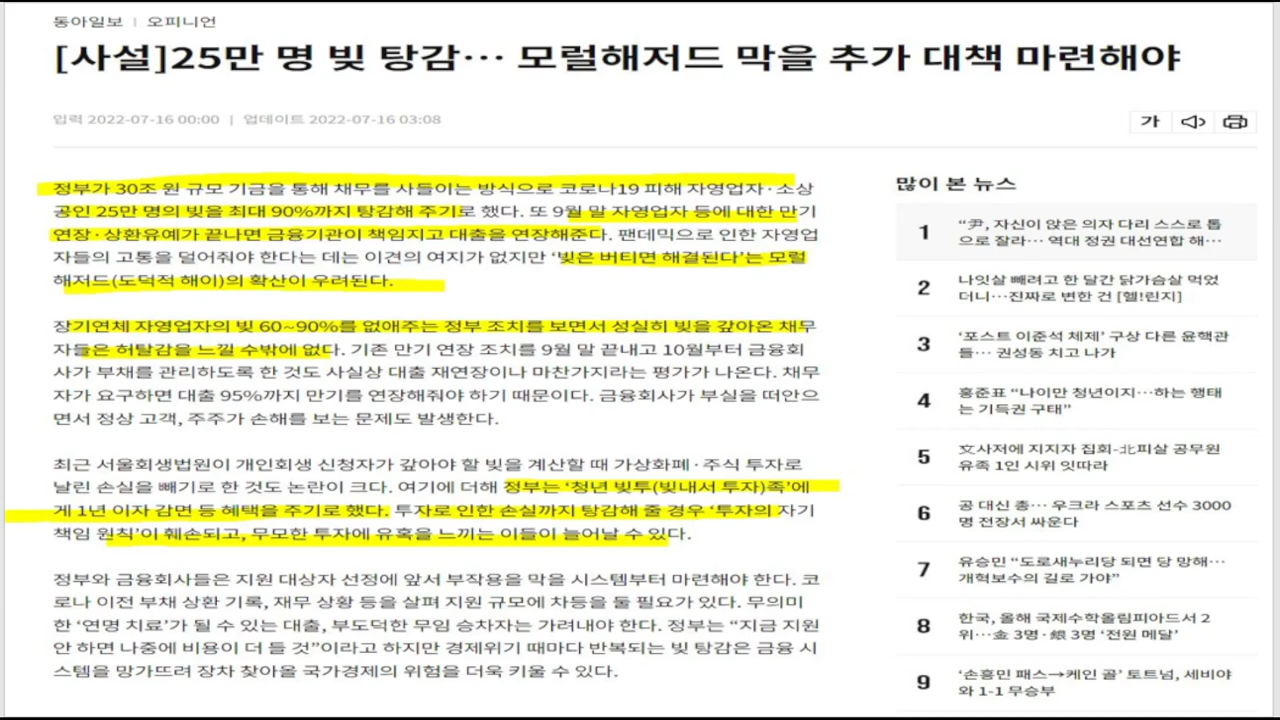 동아일보 | 오피니언
[사설]25만 명 빚 탕감… 모럴해저드 막을 추가 대책 마련해야
입력 2022-07-16 00:00 | 업데이트 2022-07-16 03:08
가
정부가 30조 원 규모 기금을 통해 채무를 사들이는 방식으로 코로나19 피해 자영업자·소상
공인 25만 명의 빚을 최대 90%까지 탕감해 주기로 했다. 또 9월 말 자영업자 등에 대한 만기
연장·상환유예가 끝나면 금융기관이 책임지고 대출을 연장해준다. 팬데믹으로 인한 자영업
자들의 고통을 덜어줘야 한다는 데는 이견의 여지가 없지만 ‘빚은 버티면 해결된다’는 모럴
해저드(도덕적 해이)의 확산이 우려된다.
장기연체 자영업자의 빚 60~90%를 없애주는 정부 조치를 보면서 성실히 빚을 갚아온 채무
자들은 허탈감을 느낄 수밖에 없다. 기존 만기 연장 조치를 9월 말 끝내고 10월부터 금융회
사가 부채를 관리하도록 한 것도 사실상 대출 재연장이나 마찬가지라는 평가가 나온다. 채무
자가 요구하면 대출 95%까지 만기를 연장해줘야 하기 때문이다. 금융회사가 부실을 떠안으
면서 정상 고객, 주주가 손해를 보는 문제도 발생한다.
최근 서울회생법원이 개인회생 신청자가 갚아야 할 빚을 계산할 때 가상화폐·주식 투자로
날린 손실을 빼기로 한 것도 논란이 크다. 여기에 더해 정부는 ‘청년 빚투(빚내서 투자)족’에
게 1년 이자 감면 등 혜택을 주기로 했다. 투자로 인한 손실까지 탕감해 줄 경우 ‘투자의 자기
책임 원칙’이 훼손되고, 무모한 투자에 유혹을 느끼는 이들이 늘어날 수 있다.
정부와 금융회사들은 지원 대상자 선정에 앞서 부작용을 막을 시스템부터 마련해야 한다. 코
로나 이전 부채 상환 기록, 재무 상황 등을 살펴 지원 규모에 차등을 둘 필요가 있다. 무의미
한 ‘연명 치료’가 될 수 있는 대출, 부도덕한 무임 승차자는 가려내야 한다. 정부는 “지금 지원
안 하면 나중에 비용이 더 들 것”이라고 하지만 경제위기 때마다 반복되는 빚 탕감은 금융 시
스템을 망가뜨려 장차 찾아올 국가경제의 위험을 더욱 키울 수 있다.
많이 본 뉴스
1 “尹, 자신이 앉은 의자 다리 스스로 톱
으로 잘라… 역대 정권 대선연합 해…
2 나잇살 빼려고 한 달간 닭가슴살 먹었
더니…진짜로 변한 건 [헬!린지]
3 ‘포스트 이준석 체제’ 구상 다른 윤핵관
들… 권성동 치고 나가
4 홍준표 “나이만 청년이지…하는 행태
는 기득권 구태”
5 文사저에 지지자 집회-北피살 공무원
유족 1인 시위 잇따라
6 공 대신 총… 우크라 스포츠 선수 3000
명 전장서 싸운다
7 유승민 “도로새누리당 되면 당 망해…
개혁보수의 길로 가야”
8 한국, 올해 국제수학올림피아드서 2
위…金 3명·銀 3명 ‘전원 메달’
9 ‘손흥민 패스→케인 골’ 토트넘, 세비야
와 1-1 무승부